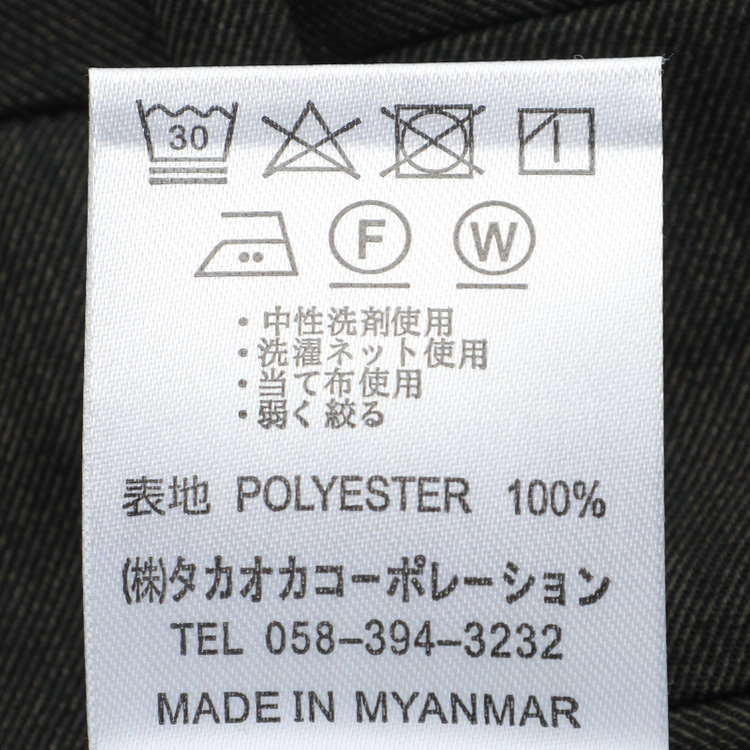 30
F W
・中性洗剤使用
・洗濯ネット使用
・当て布使用
・弱く絞る
表地 POLYESTER 100%
(株)タカオカコーポレーション
TEL 058-394-3232
MADE IN MYANMAR